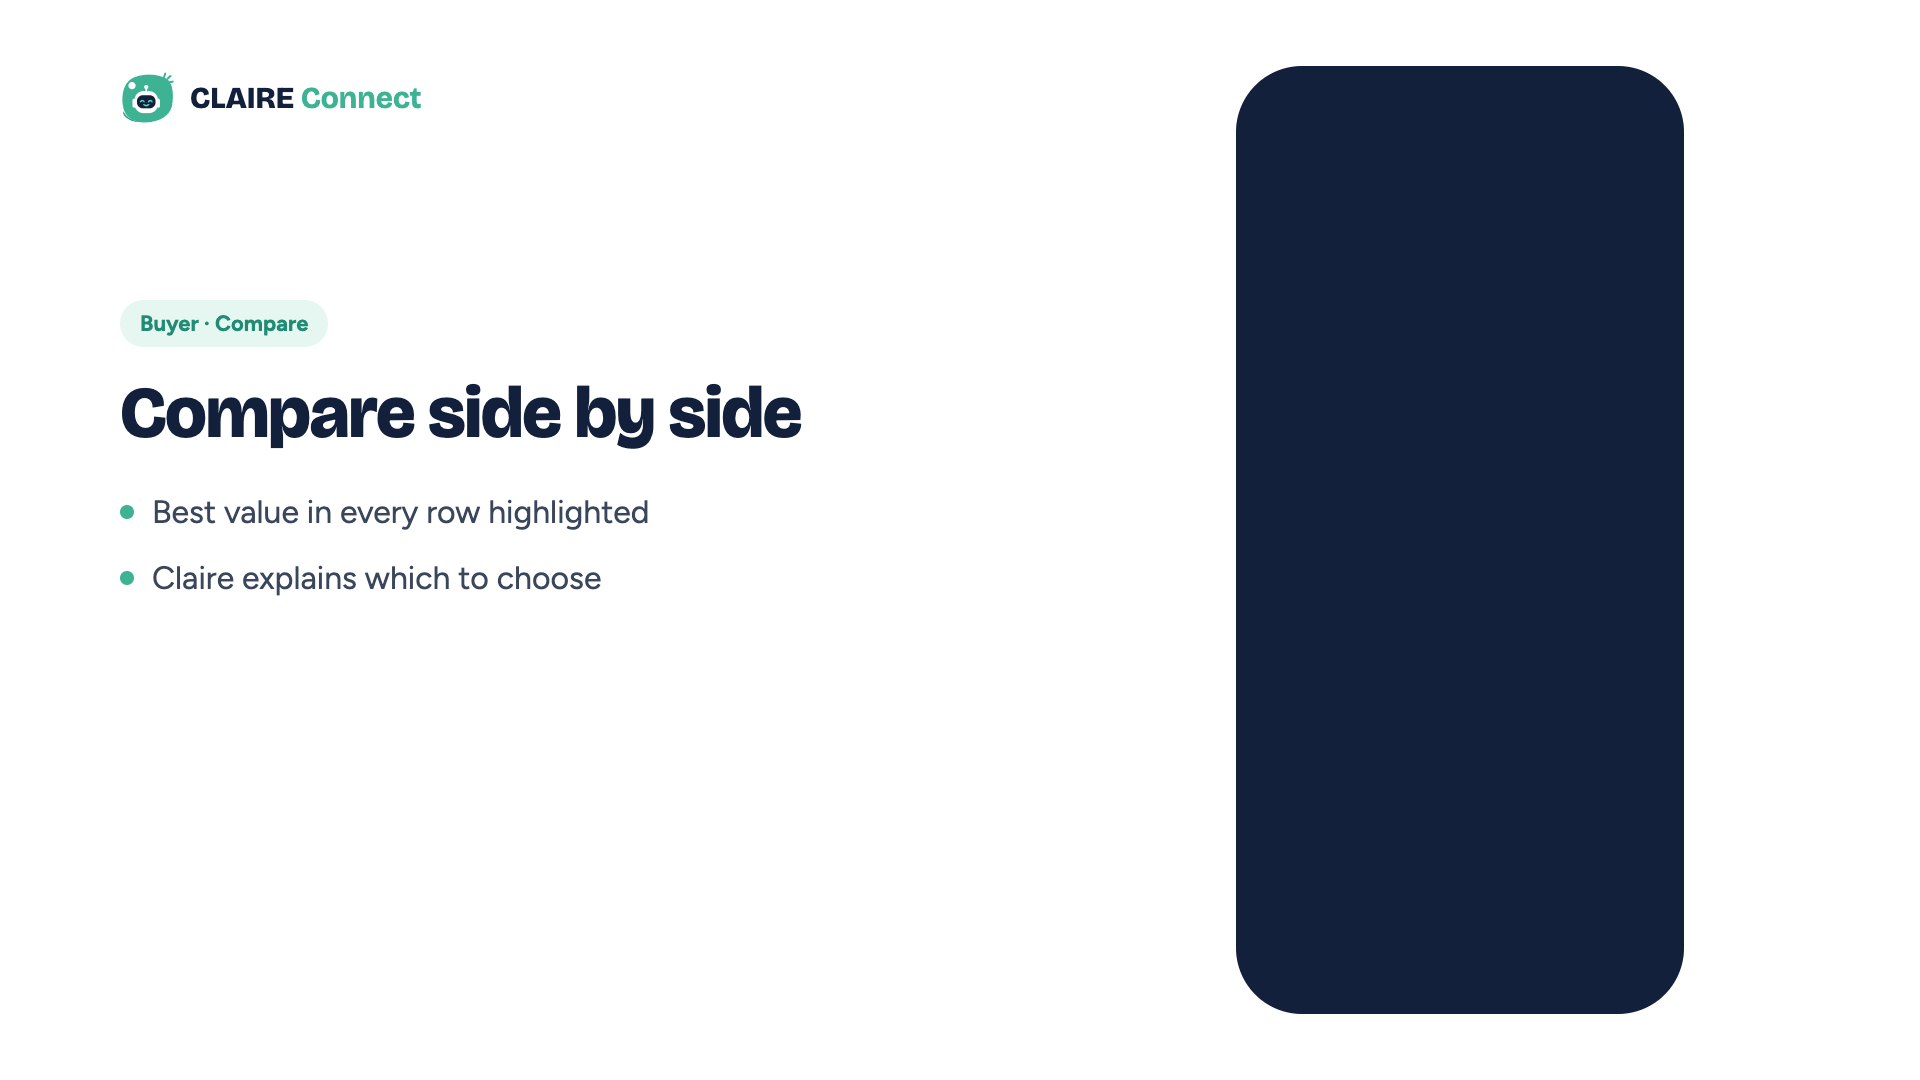 CLAIRE Connect
Buyer · Compare
Compare side by side
Best value in every row highlighted
Claire explains which to choose